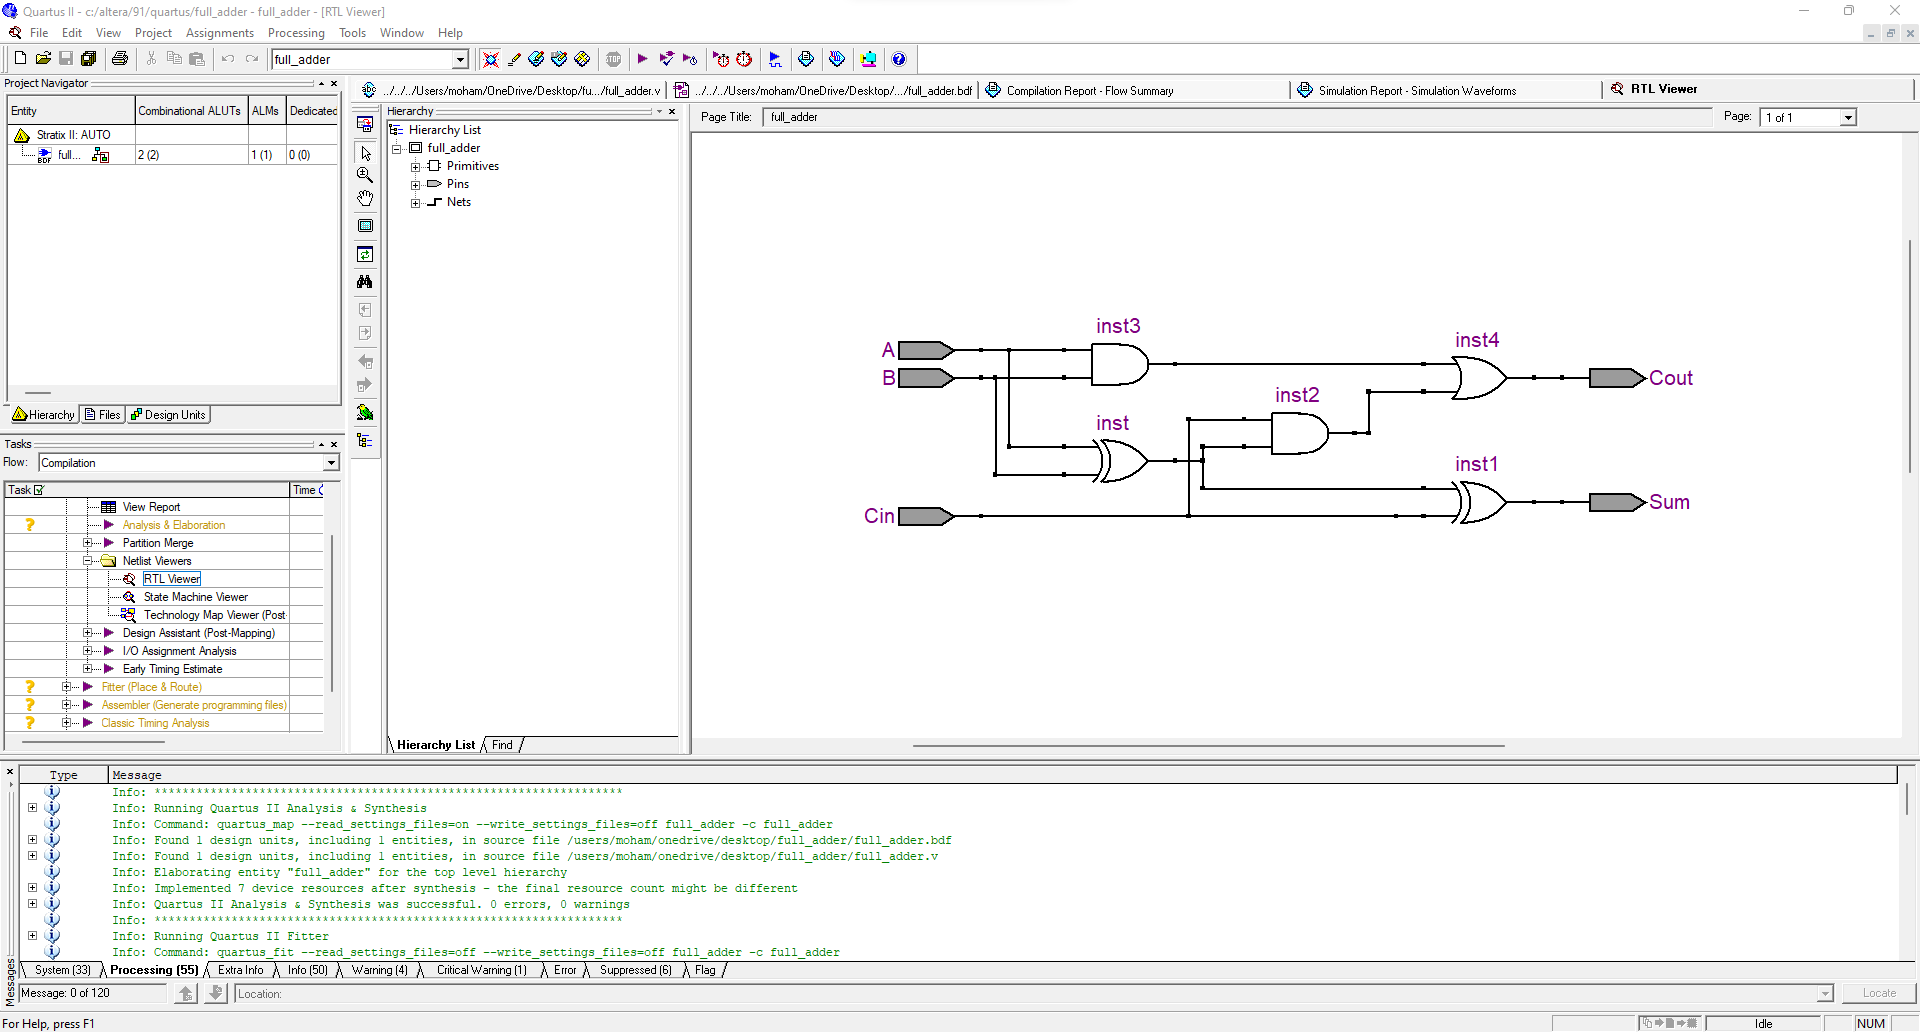 Quartus II - c:/altera/91/quartus/full_adder - full_adder - [RTL Viewer]
File Edit View Project Assignments Processing Tools Window Help
full_adder
Project Navigator
Entity Combinational ALUTs ALMs Dedicated
Stratix II: AUTO
full... 2 (2) 1 (1) 0 (0)
Hierarchy Files Design Units
Tasks
Flow: Compilation
Task Time
View Report
Analysis & Elaboration
Partition Merge
Netlist Viewers
RTL Viewer
State Machine Viewer
Technology Map Viewer (Post
Design Assistant (Post-Mapping)
I/O Assignment Analysis
Early Timing Estimate
Fitter (Place & Route)
Assembler (Generate programming files)
Classic Timing Analysis
../../../Users/moham/OneDrive/Desktop/fu.../full_adder.v
../../../Users/moham/OneDrive/Desktop/.../full_adder.bdf
Compilation Report - Flow Summary
Simulation Report - Simulation Waveforms
RTL Viewer
Hierarchy
Hierarchy List
full_adder
Primitives
Pins
Nets
Hierarchy List Find
Page Title: full_adder Page: 1 of 1
inst3
inst4
A
B
Cout
inst2
inst
inst1
Sum
Cin
Type Message
Info: *******************************************************************
Info: Running Quartus II Analysis & Synthesis
Info: Command: quartus_map --read_settings_files=on --write_settings_files=off full_adder -c full_adder
Info: Found 1 design units, including 1 entities, in source file /users/moham/onedrive/desktop/full_adder/full_adder.bdf
Info: Found 1 design units, including 1 entities, in source file /users/moham/onedrive/desktop/full_adder/full_adder.v
Info: Elaborating entity "full_adder" for the top level hierarchy
Info: Implemented 7 device resources after synthesis - the final resource count might be different
Info: Quartus II Analysis & Synthesis was successful. 0 errors, 0 warnings
Info: *******************************************************************
Info: Running Quartus II Fitter
Info: Command: quartus_fit --read_settings_files=off --write_settings_files=off full_adder -c full_adder
System (33) Processing (55) Extra Info Info (50) Warning (4) Critical Warning (1) Error Suppressed (6) Flag
Messages
Message: 0 of 120 Location: Locate
For Help, press F1 Idle NUM